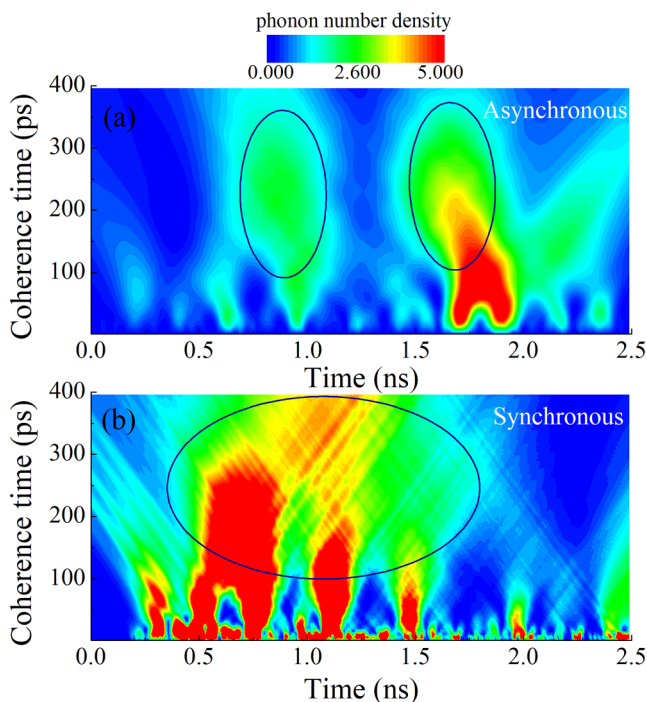 phonon number density
0.000 2.600 5.000
(a) Asynchronous
Coherence time (ps)
400
300
200
100
0.0 0.5 1.0 1.5 2.0 2.5
Time (ns)
(b) Synchronous
Coherence time (ps)
400
300
200
100
0
0.0 0.5 1.0 1.5 2.0 2.5
Time (ns)